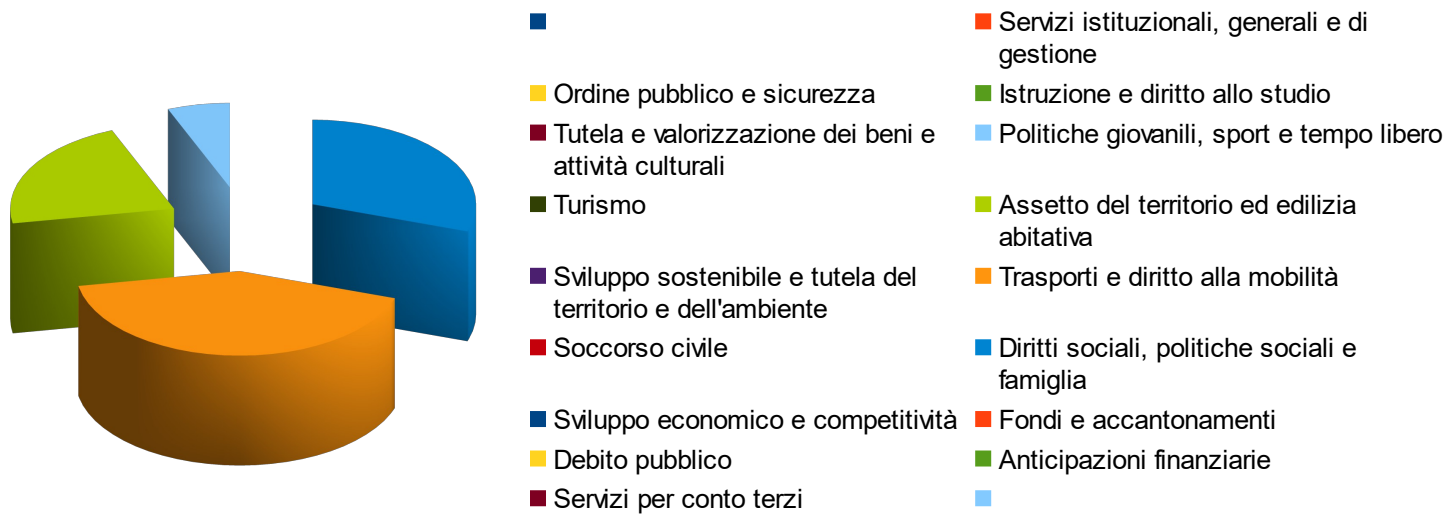 Servizi istituzionali, generali e di
gestione
Ordine pubblico e sicurezza
Istruzione e diritto allo studio
Tutela e valorizzazione dei beni e
attività culturali
Politiche giovanili, sport e tempo libero
Turismo
Assetto del territorio ed edilizia
abitativa
Sviluppo sostenibile e tutela del
territorio e dell'ambiente
Trasporti e diritto alla mobilità
Soccorso civile
Diritti sociali, politiche sociali e
famiglia
Sviluppo economico e competitività
Fondi e accantonamenti
Debito pubblico
Anticipazioni finanziarie
Servizi per conto terzi